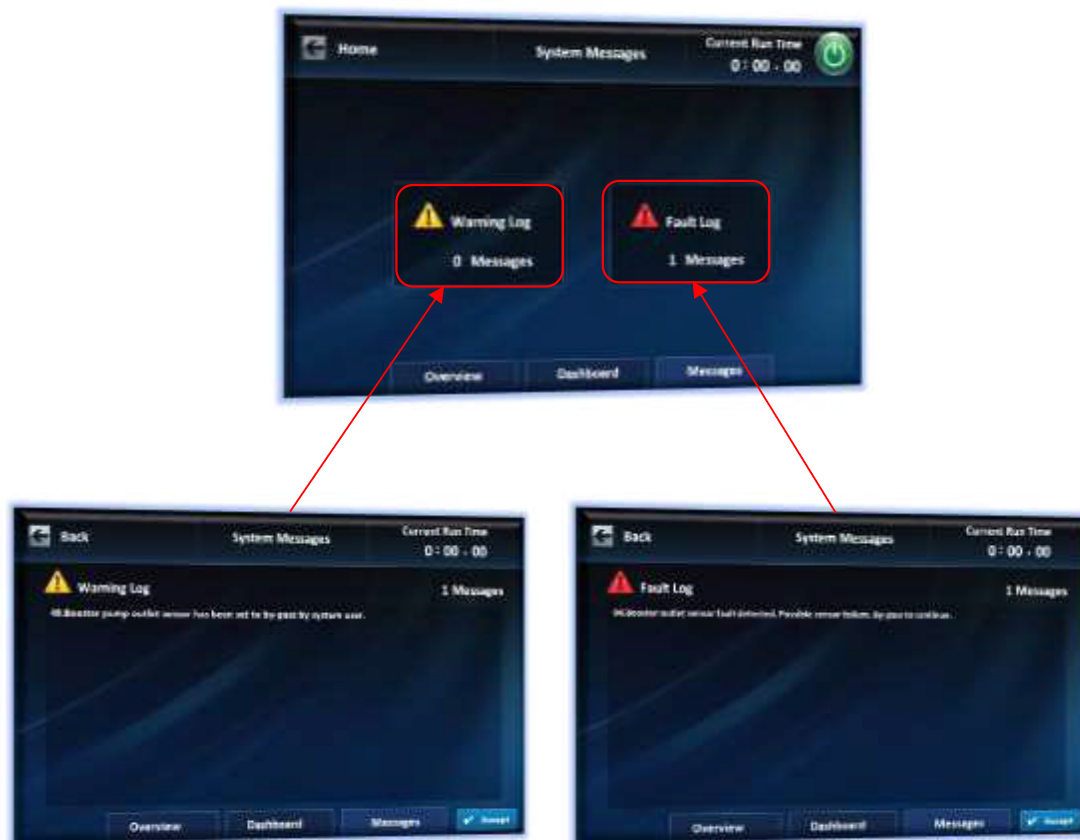 Home
System Messages
Current Run Time
0 : 00 - 00
Warning Log
0 Messages
Fault Log
1 Messages
Overview
Dashboard
Messages
Back
System Messages
Current Run Time
0 : 00 - 00
Warning Log
1 Messages
Booster pump outlet sensor has been set to by-pass by system user.
Overview
Dashboard
Messages
Accept
Back
System Messages
Current Run Time
0 : 00 - 00
Fault Log
1 Messages
Booster outlet sensor fault detected. Possible sensor failure, by-pass to continue.
Overview
Dashboard
Messages
Accept